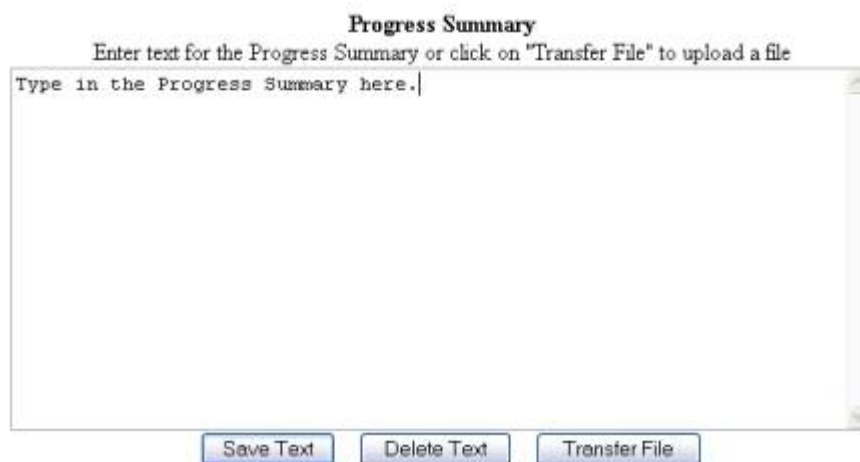 Progress Summary
Enter text for the Progress Summary or click on "Transfer File" to upload a file
Type in the Progress Summary here.
Save Text Delete Text Transfer File